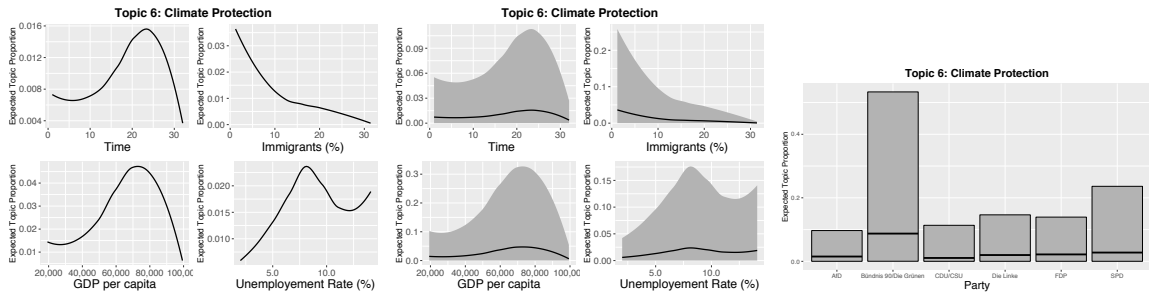 Topic 6: Climate Protection
Expected Topic Proportion
0.016
0.012
0.008
0.004
0
10
20
30
Time
Expected Topic Proportion
0.03
0.02
0.01
0.00
0
10
20
30
Immigrants (%)
Expected Topic Proportion
0.04
0.03
0.02
0.01
20,000
40,000
60,000
80,000
100,00
GDP per capita
Expected Topic Proportion
0.020
0.015
0.010
5.0
10.0
Unemployement Rate (%)
Topic 6: Climate Protection
Expected Topic Proportion
0.09
0.06
0.03
0.00
0
10
20
30
Time
Expected Topic Proportion
0.2
0.1
0.0
0
10
20
30
Immigrants (%)
Expected Topic Proportion
0.3
0.2
0.1
0.0
20,000
40,000
60,000
80,000
100,0(
GDP per capita
Expected Topic Proportion
0.15
0.10
0.05
0.00
5.0
10.0
Unemployement Rate (%)
Topic 6: Climate Protection
Expected Topic Proportion
0.4
0.2
0.0
AfD
Bündnis 90/Die Grünen
CDU/CSU
Die Linke
FDP
SPD
Party